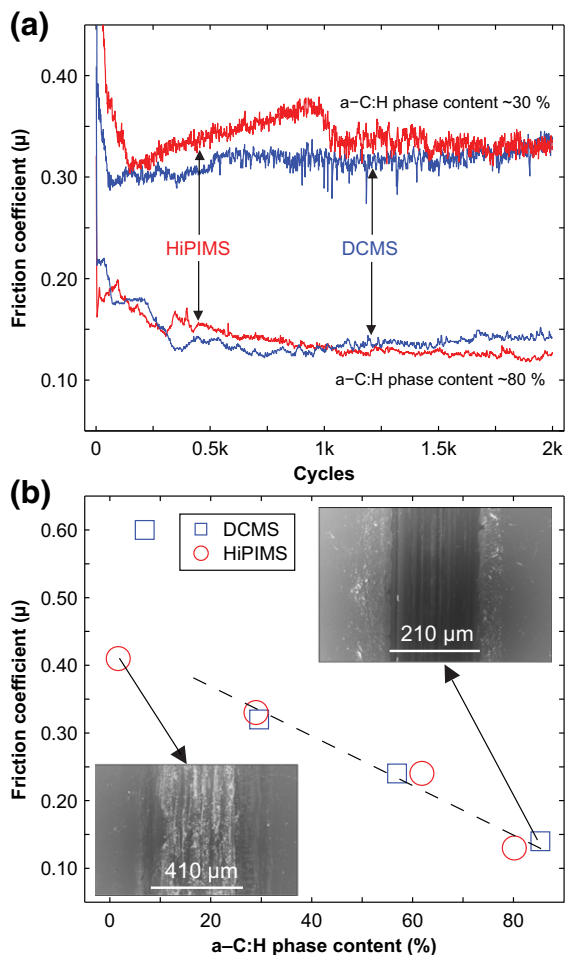 (a)
0.40
0.30
0.20
0.10
Friction coefficient (μ)
a−C:H phase content ~30 %
HiPIMS
DCMS
a−C:H phase content ~80 %
0
0.5k
1k
1.5k
2k
Cycles
(b)
0.60
0.50
0.40
0.30
0.20
0.10
Friction coefficient (μ)
DCMS
HiPIMS
210 μm
410 μm
0
20
40
60
80
a–C:H phase content (%)